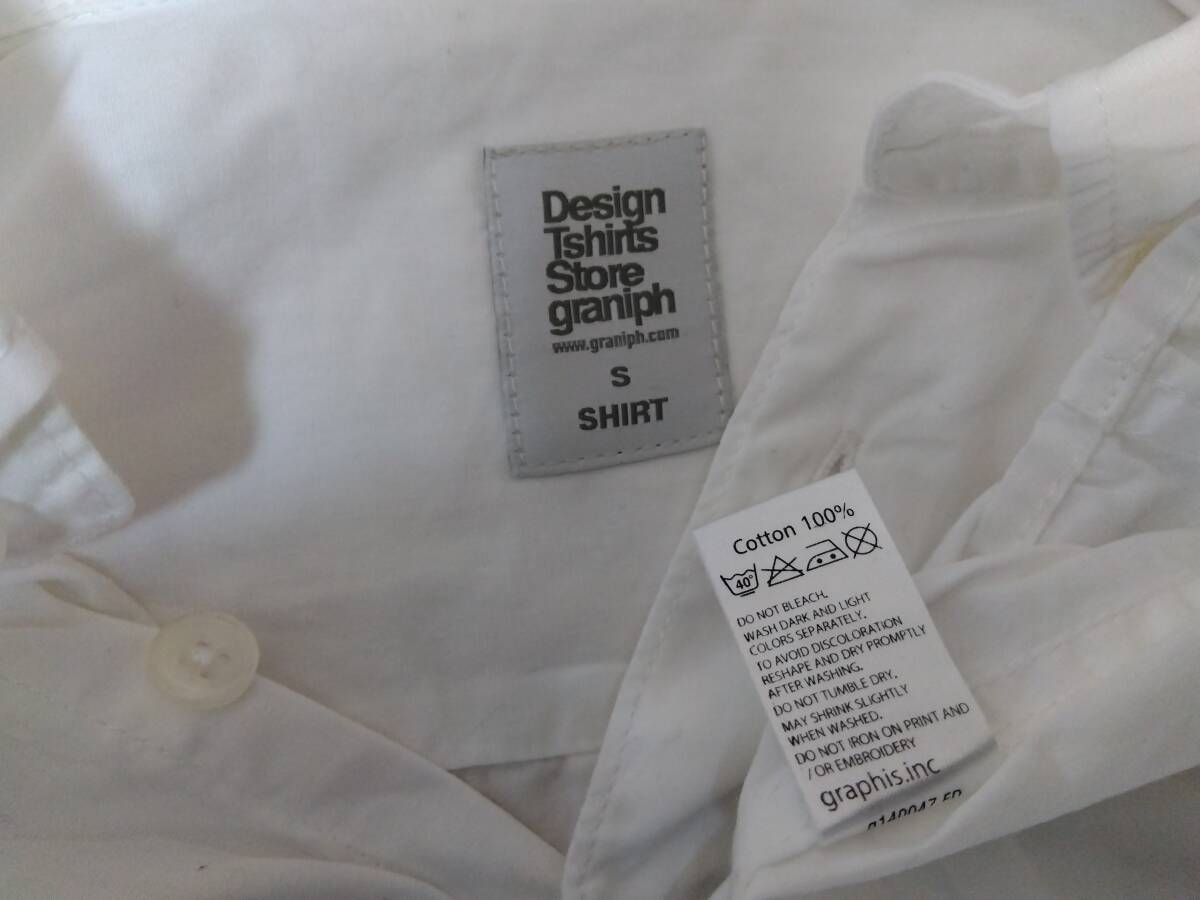 Design
Tshirts
Store
graniph
www.graniph.com
S
SHIRT
Cotton 100%
40°
DO NOT BLEACH.
WASH DARK AND LIGHT
COLORS SEPARATELY.
TO AVOID DISCOLORATION
RESHAPE AND DRY PROMPTLY
AFTER WASHING.
DO NOT TUMBLE DRY.
MAY SHRINK SLIGHTLY
WHEN WASHED.
DO NOT IRON ON PRINT AND
/ OR EMBROIDERY
graphis.inc